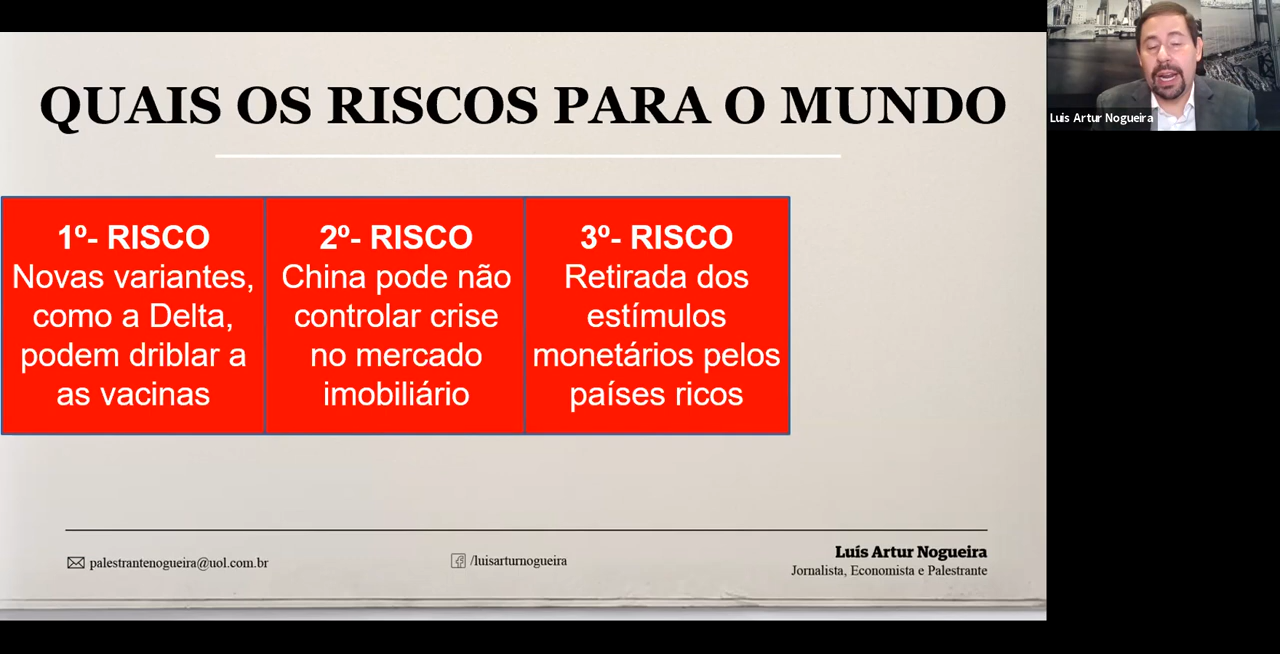 QUAIS OS RISCOS PARA O MUNDO
1º- RISCO
Novas variantes,
como a Delta,
podem driblar a
as vacinas
2º- RISCO
China pode não
controlar crise
no mercado
imobiliário
3º- RISCO
Retirada dos
estímulos
monetários pelos
países ricos
palestrantenogueira@uol.com.br
/luisarturnogueira
Luís Artur Nogueira
Jornalista, Economista e Palestrante
Luis Artur Nogueira